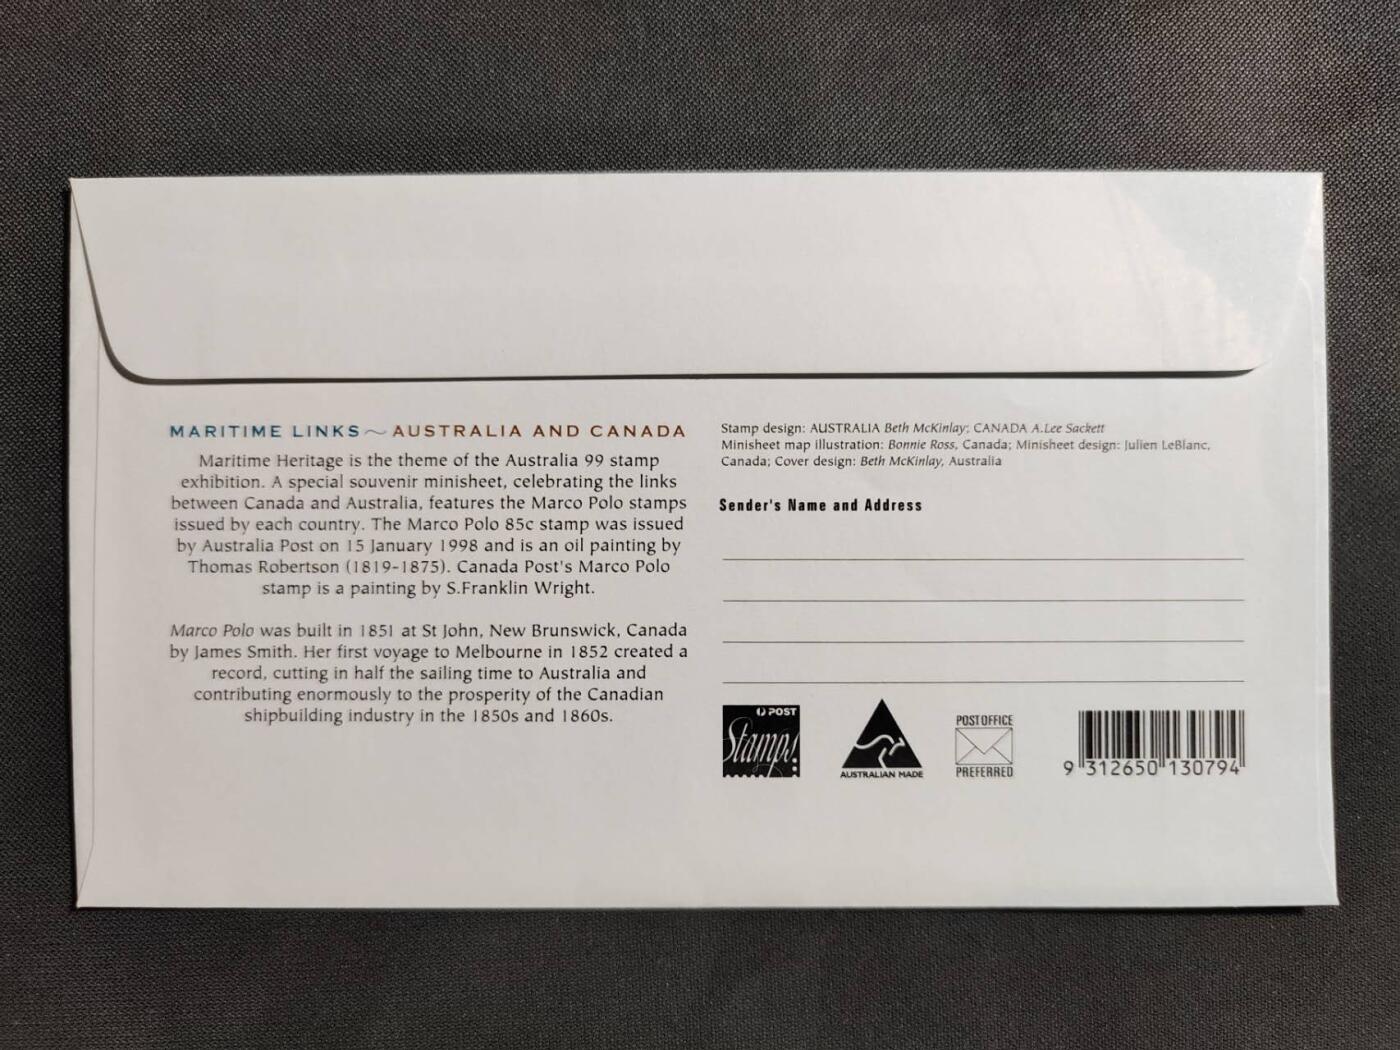 MARITIME LINKS~AUSTRALIA AND CANADA
Maritime Heritage is the theme of the Australia 99 stamp
exhibition. A special souvenir minisheet, celebrating the links
between Canada and Australia, features the Marco Polo stamps
issued by each country. The Marco Polo 85c stamp was issued
by Australia Post on 15 January 1998 and is an oil painting by
Thomas Robertson (1819-1875). Canada Post's Marco Polo
stamp is a painting by S.Franklin Wright.
Marco Polo was built in 1851 at St John, New Brunswick, Canada
by James Smith. Her first voyage to Melbourne in 1852 created a
record, cutting in half the sailing time to Australia and
contributing enormously to the prosperity of the Canadian
shipbuilding industry in the 1850s and 1860s.
Stamp design: AUSTRALIA Beth McKinlay; CANADA A.Lee Sackett
Minisheet map illustration: Bonnie Ross, Canada; Minisheet design: Julien LeBlanc,
Canada; Cover design: Beth McKinlay, Australia
Sender's Name and Address
POST
Stamps!
AUSTRALIAN MADE
POST OFFICE
PREFERRED
9 312650 130794